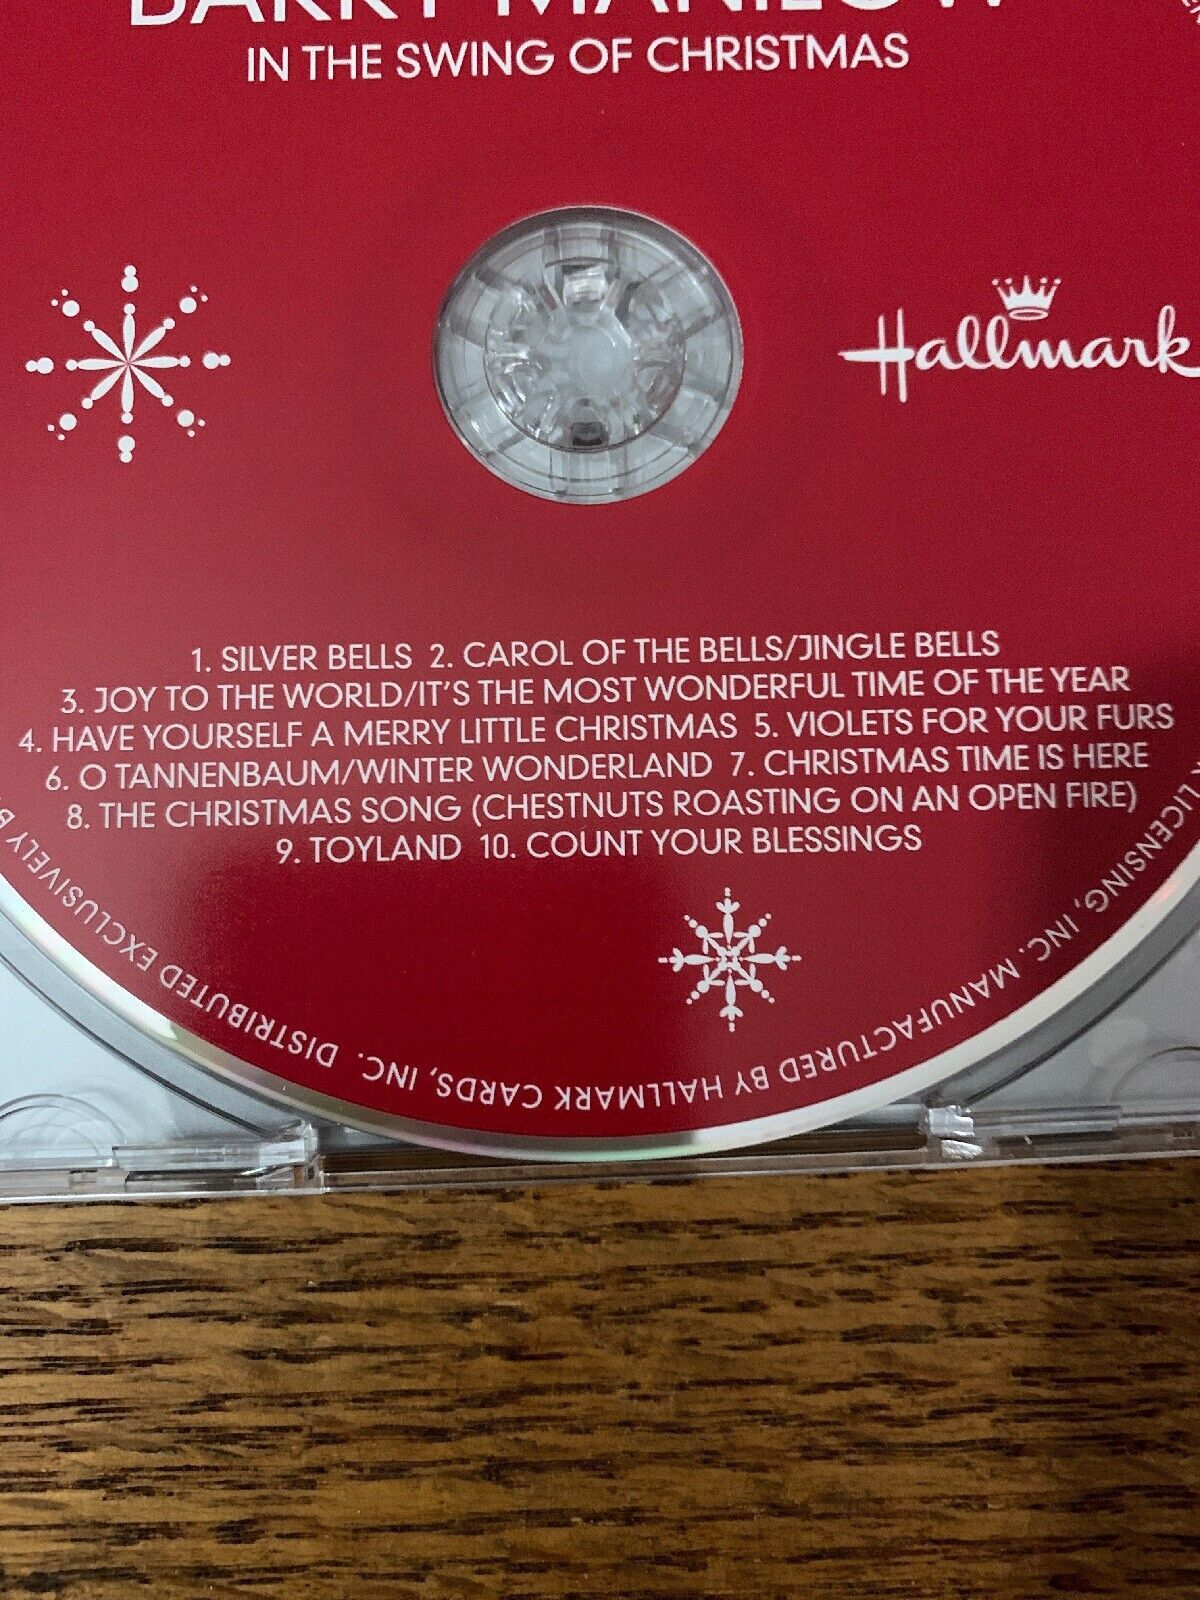 BARRY MANILOW
IN THE SWING OF CHRISTMAS
Hallmark
1. SILVER BELLS 2. CAROL OF THE BELLS/JINGLE BELLS
3. JOY TO THE WORLD/IT'S THE MOST WONDERFUL TIME OF THE YEAR
4. HAVE YOURSELF A MERRY LITTLE CHRISTMAS 5. VIOLETS FOR YOUR FURS
6. O TANNENBAUM/WINTER WONDERLAND 7. CHRISTMAS TIME IS HERE
8. THE CHRISTMAS SONG (CHESTNUTS ROASTING ON AN OPEN FIRE)
9. TOYLAND 10. COUNT YOUR BLESSINGS
LICENSING, INC. MANUFACTURED BY HALLMARK CARDS, INC. DISTRIBUTED EXCLUSIVELY